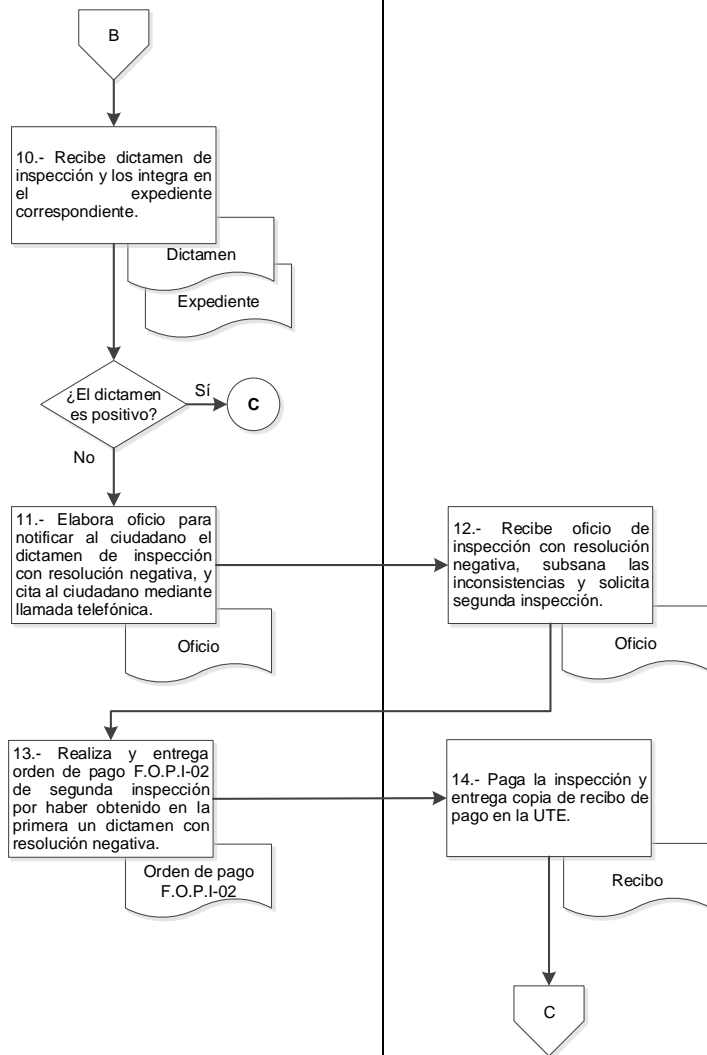 B
10.- Recibe dictamen de
inspección y los integra en
el expediente
correspondiente.
Dictamen
Expediente
¿El dictamen
es positivo?
Sí
C
No
11.- Elabora oficio para
notificar al ciudadano el
dictamen de inspección
con resolución negativa, y
cita al ciudadano mediante
llamada telefónica.
Oficio
12.- Recibe oficio de
inspección con resolución
negativa, subsana las
inconsistencias y solicita
segunda inspección.
Oficio
13.- Realiza y entrega
orden de pago F.O.P.I-02
de segunda inspección
por haber obtenido en la
primera un dictamen con
resolución negativa.
Orden de pago
F.O.P.I-02
14.- Paga la inspección y
entrega copia de recibo de
pago en la UTE.
Recibo
C